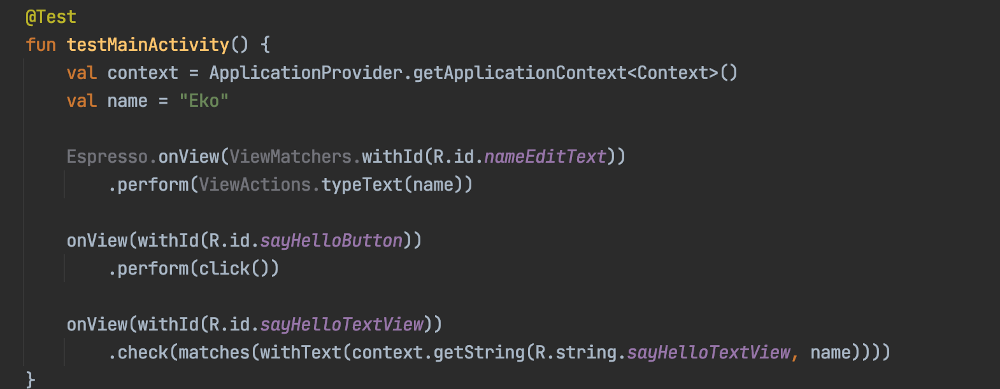 @Test
fun testMainActivity() {
    val context = ApplicationProvider.getApplicationContext<Context>()
    val name = "Eko"

    Espresso.onView(ViewMatchers.withId(R.id.nameEditText))
        .perform(ViewActions.typeText(name))

    onView(withId(R.id.sayHelloButton))
        .perform(click())

    onView(withId(R.id.sayHelloTextView))
        .check(matches(withText(context.getString(R.string.sayHelloTextView, name))))
}